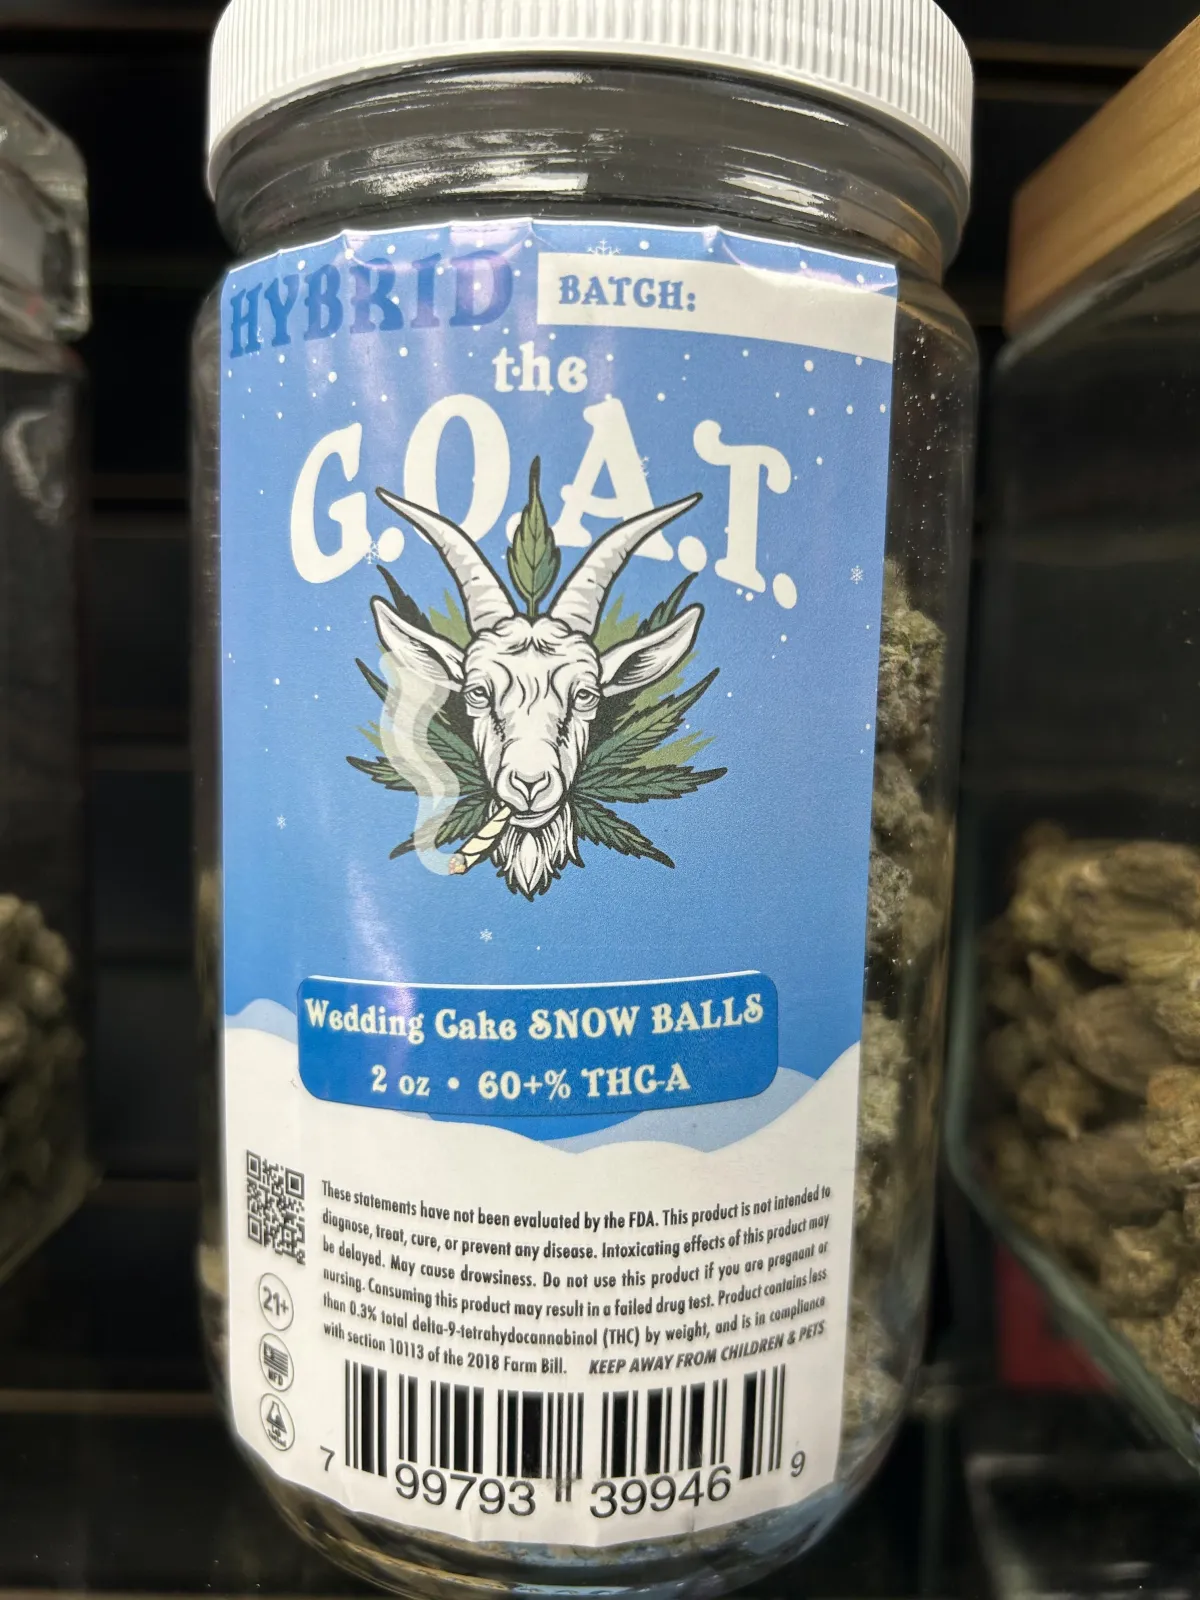 HYBRID
BATCH:
the
G.O.A.T.
Wedding Cake SNOW BALLS
2 oz • 60+% THC-A
These statements have not been evaluated by the FDA. This product is not intended to
diagnose, treat, cure, or prevent any disease. Intoxicating effects of this product may
be delayed. May cause drowsiness. Do not use this product if you are pregnant or
nursing. Consuming this product may result in a failed drug test. Product contains less
than 0.3% total delta-9-tetrahydocannabinol (THC) by weight, and is in compliance
with section 10113 of the 2018 Farm Bill. KEEP AWAY FROM CHILDREN & PETS
21+
MFD
7 99793 39946 9